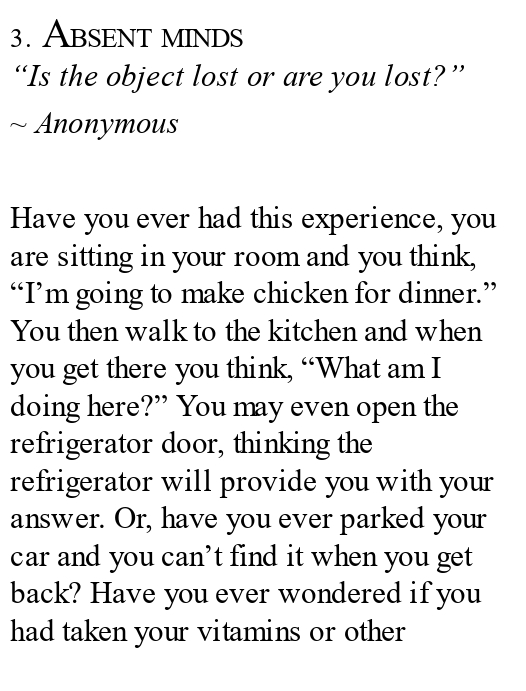 3. ABSENT MINDS
“Is the object lost or are you lost?”
~ Anonymous
Have you ever had this experience, you
are sitting in your room and you think,
“I’m going to make chicken for dinner.”
You then walk to the kitchen and when
you get there you think, “What am I
doing here?” You may even open the
refrigerator door, thinking the
refrigerator will provide you with your
answer. Or, have you ever parked your
car and you can’t find it when you get
back? Have you ever wondered if you
had taken your vitamins or other